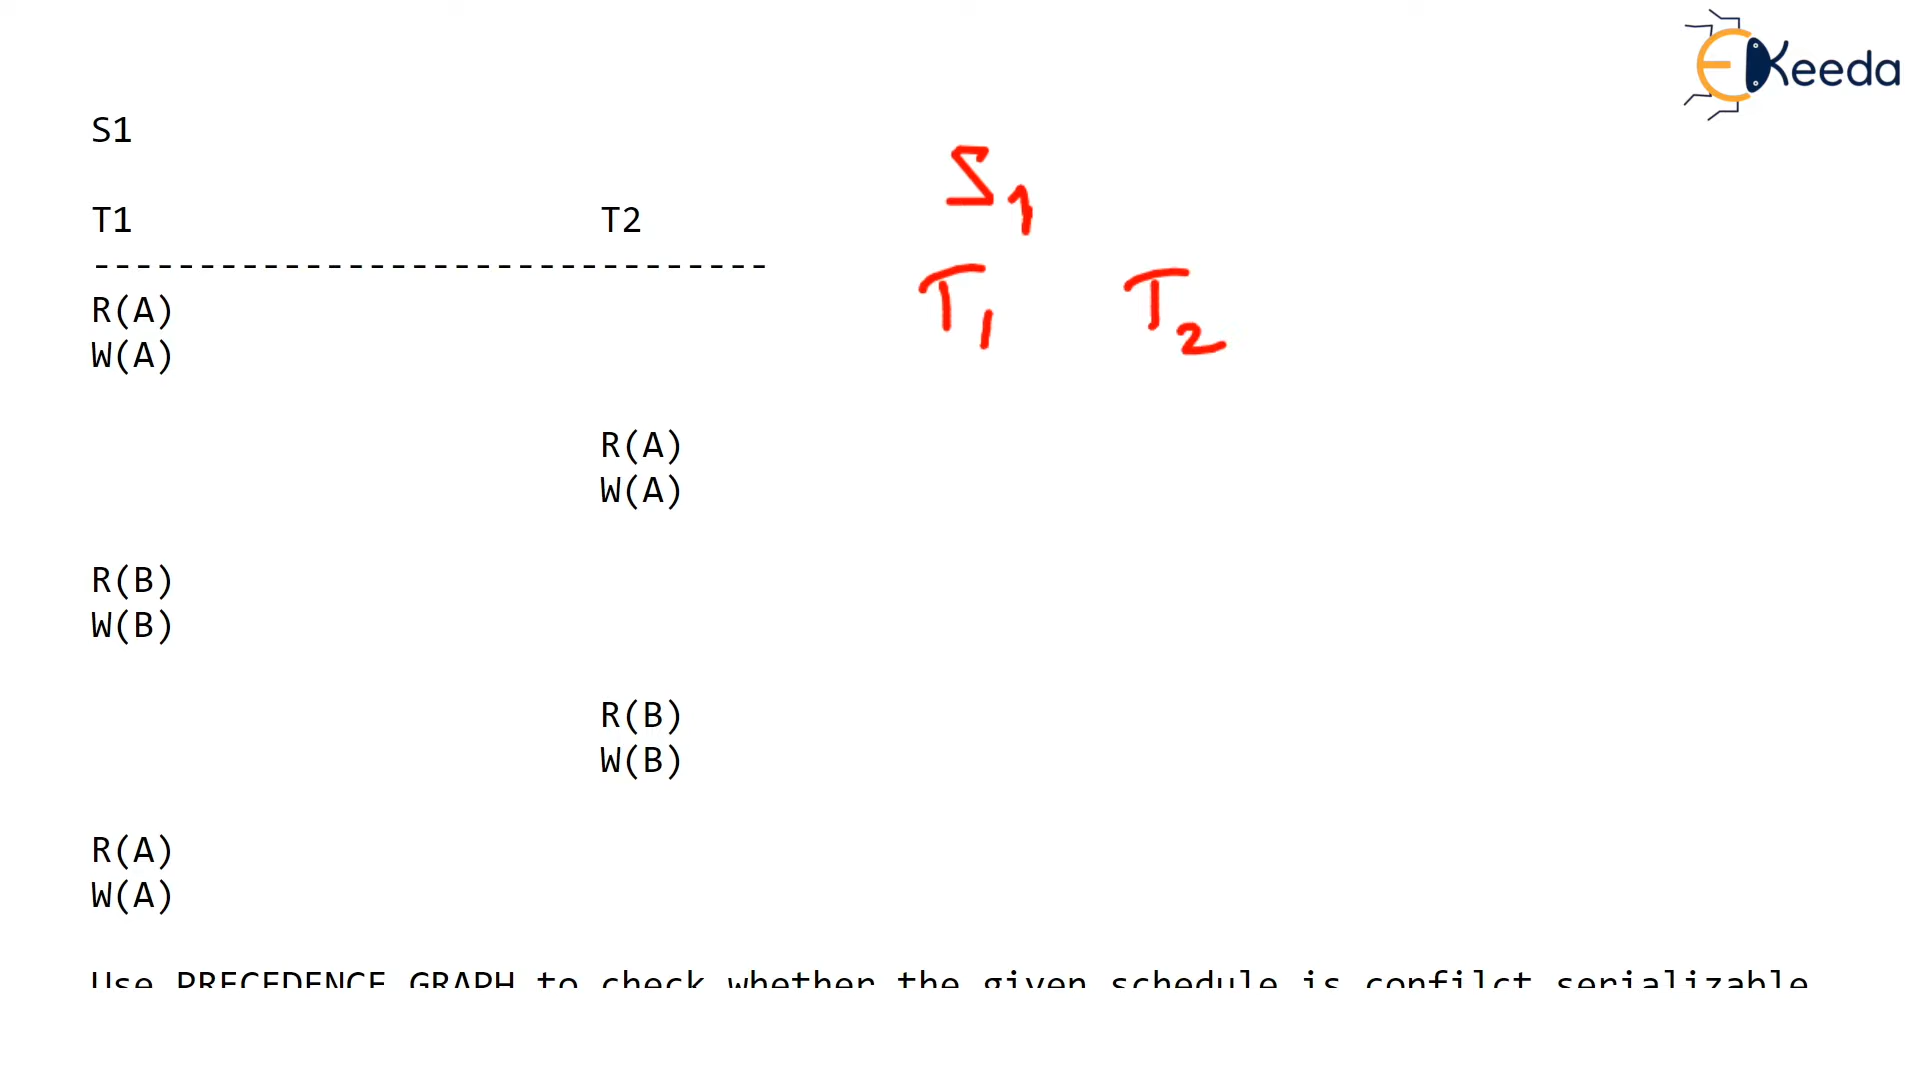 EKeeda
S1
S1
T1 T2
T1 T2
--------------------------------
R(A)
W(A)
R(A)
W(A)
R(B)
W(B)
R(B)
W(B)
R(A)
W(A)
Use PRECEDENCE GRAPH to check whether the given schedule is confilct serializable